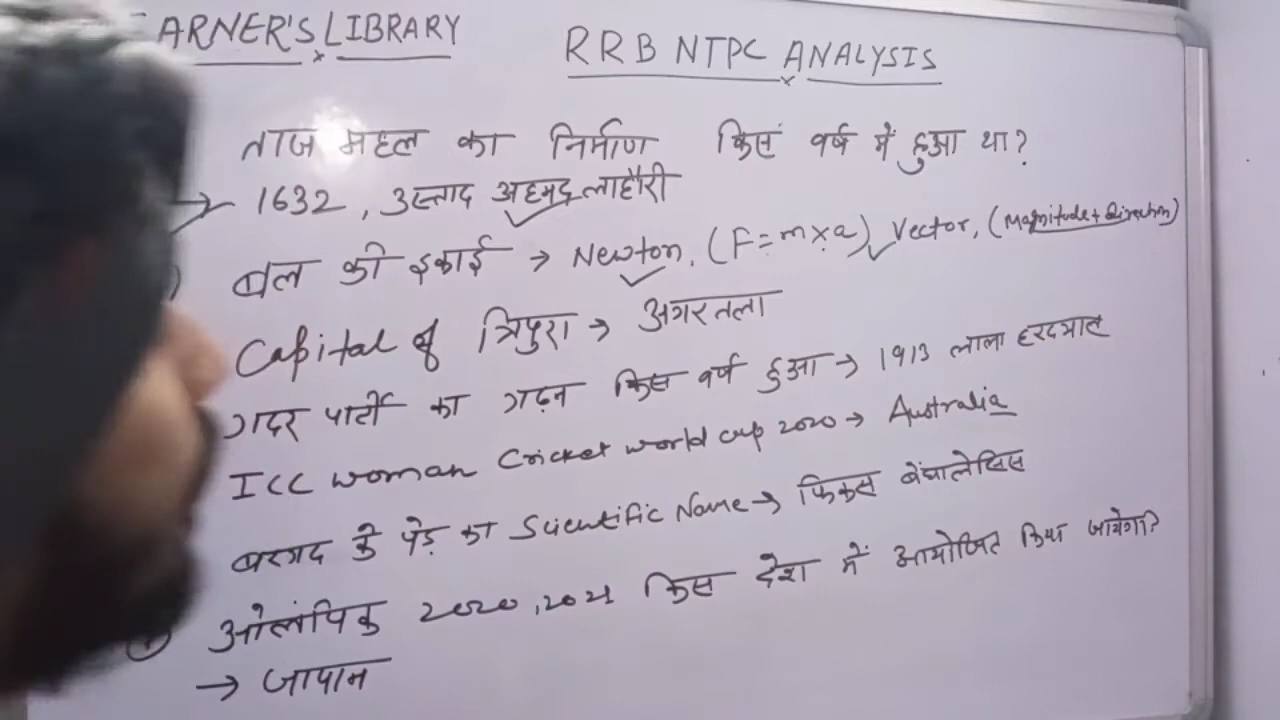 ARNER'S LIBRARY
RRB NTPC ANALYSIS
ताज महल का निर्माण किस वर्ष में हुआ था?
→ 1632, उस्ताद अहमद लाहौरी
बल की इकाई → Newton, (F=m×a) Vector, (Magnitude+Direction)
Capital of त्रिपुरा → अगरतला
गदर पार्टी का गठन किस वर्ष हुआ → 1913 लाला हरदयाल
ICC woman Cricket world cup 2020 → Australia
बरगद के पेड़ का Scientific Name → फिकस बेंघालेंसिस
ओलंपिक 2020,2021 किस देश में आयोजित किया जायेगा?
→ जापान